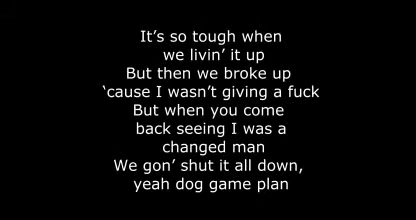 It’s so tough when
we livin’ it up
But then we broke up
‘cause I wasn’t giving a fuck
But when you come
back seeing I was a
changed man
We gon’ shut it all down,
yeah dog game plan